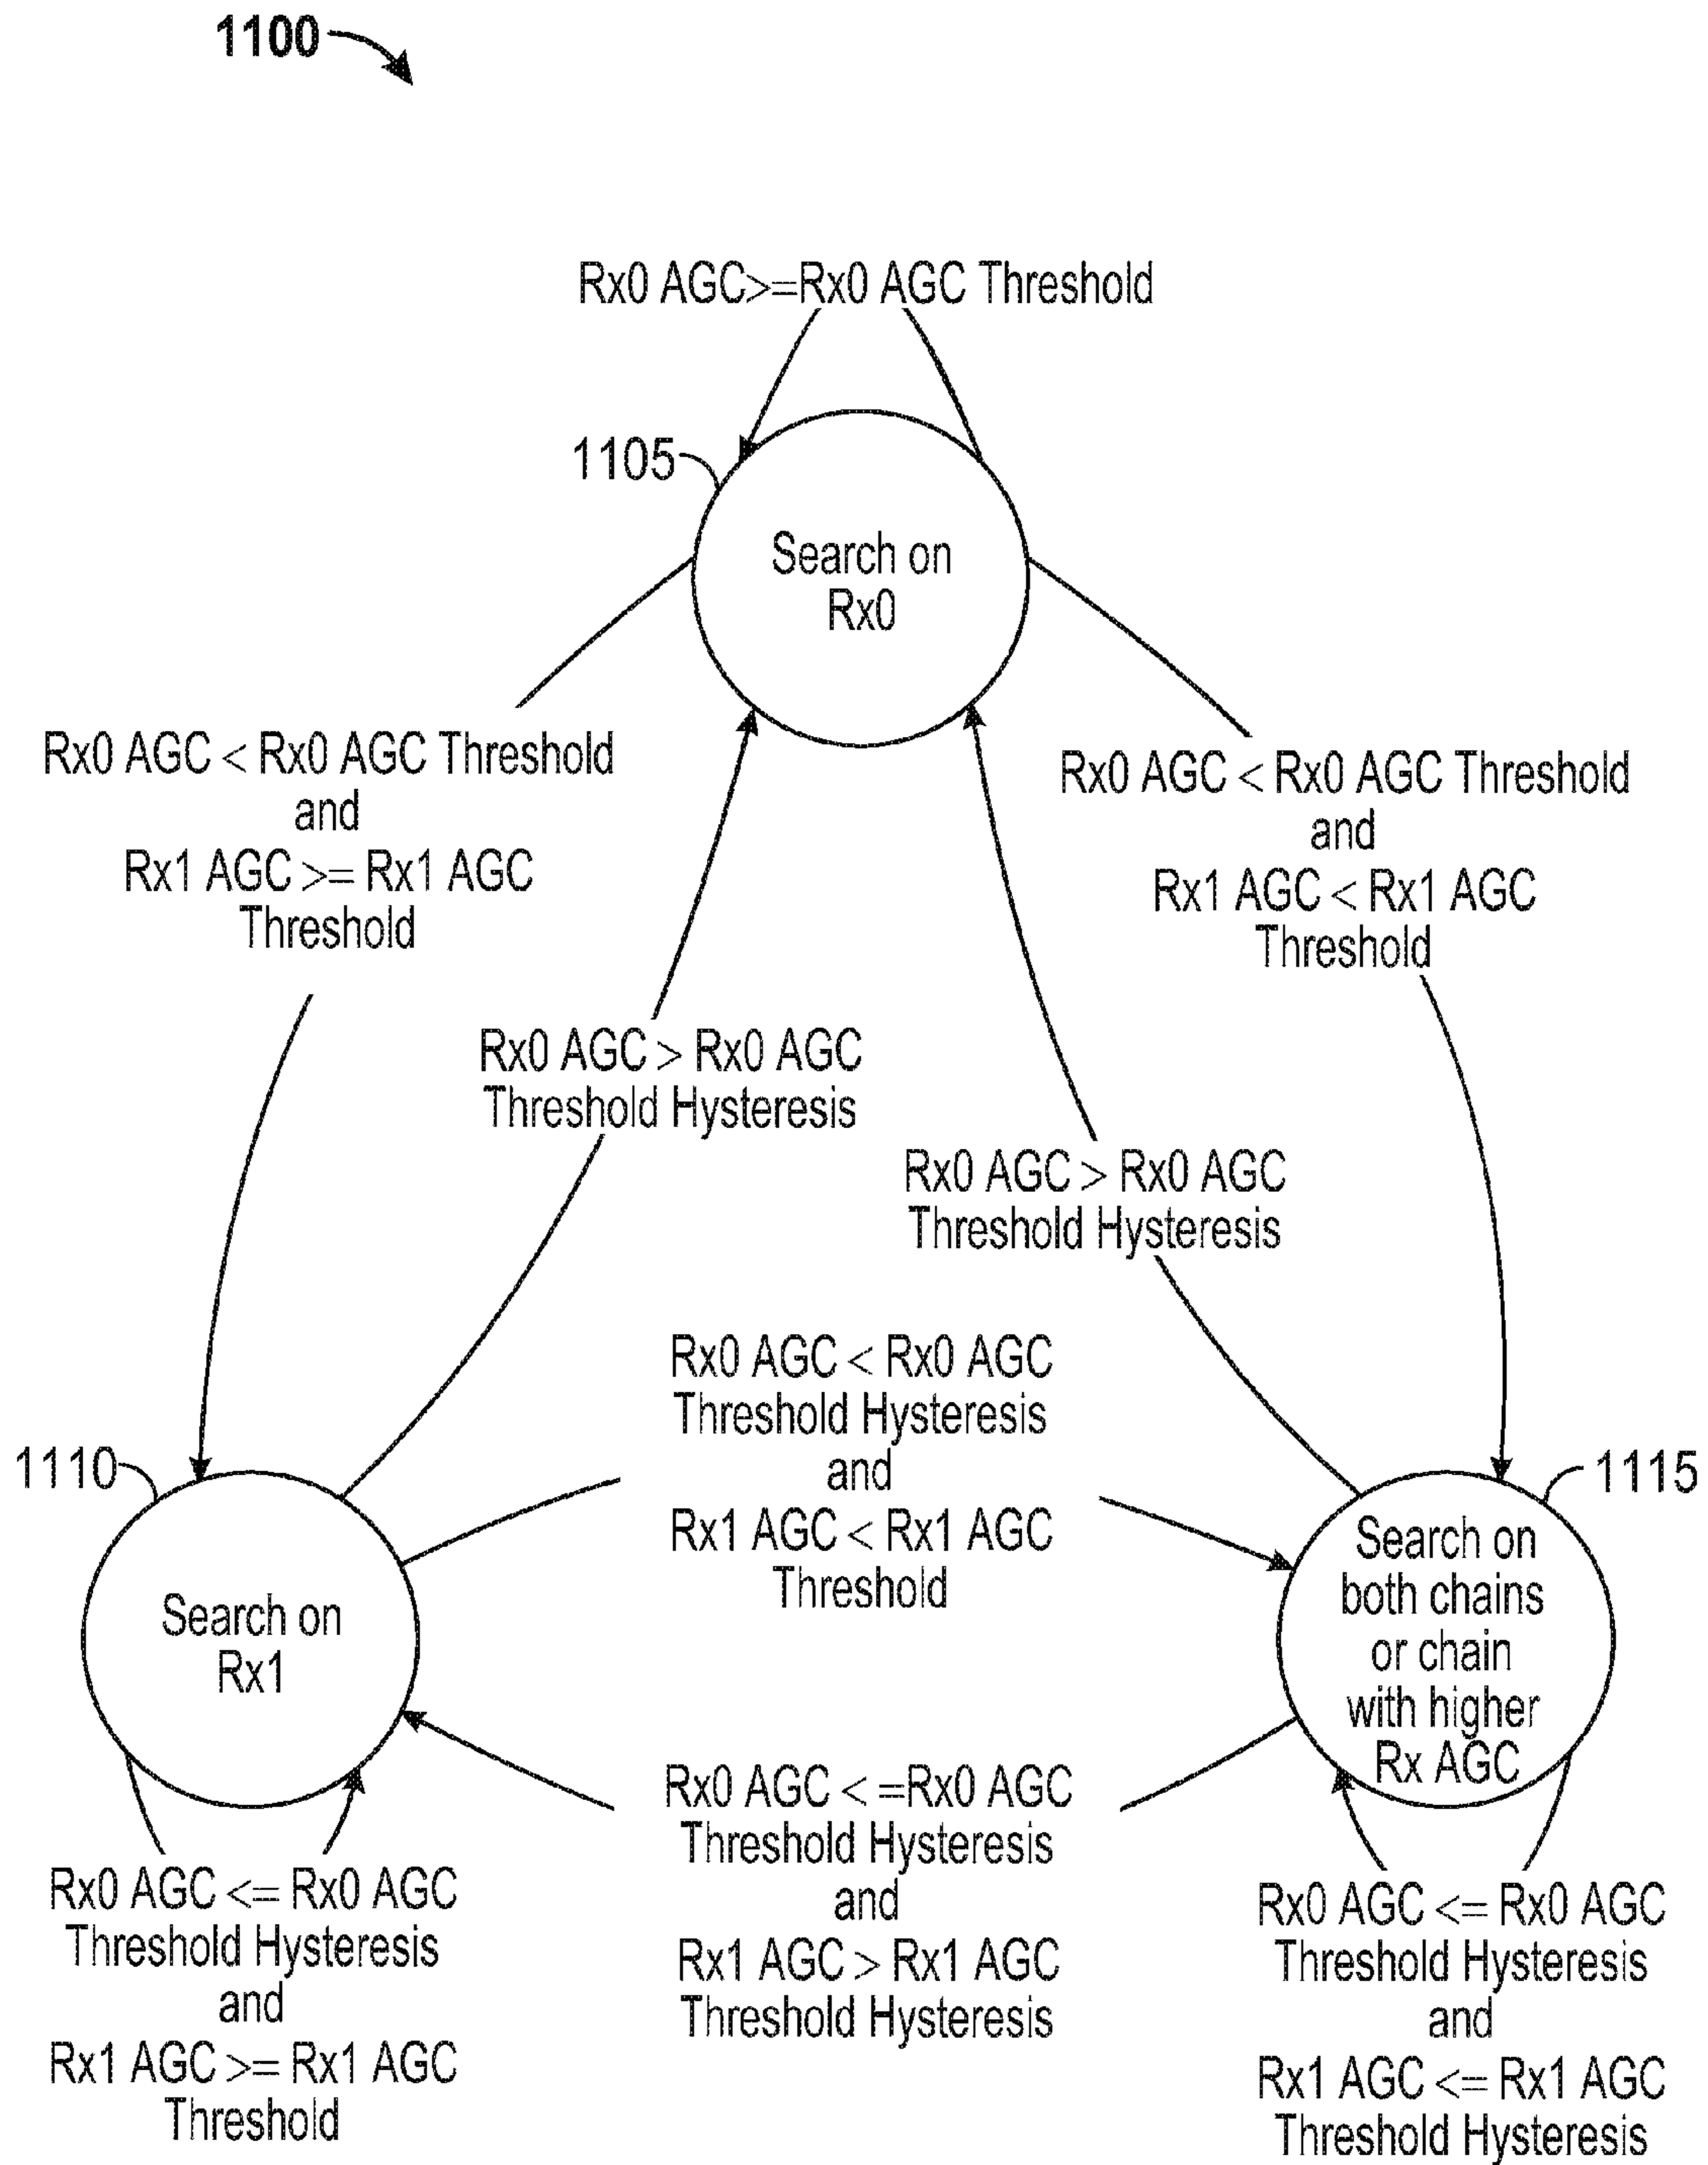 1100
Rx0 AGC>=Rx0 AGC Threshold
1105
Search on
Rx0
Rx0 AGC < Rx0 AGC Threshold
and
Rx1 AGC >= Rx1 AGC
Threshold
Rx0 AGC < Rx0 AGC Threshold
and
Rx1 AGC < Rx1 AGC
Threshold
Rx0 AGC > Rx0 AGC
Threshold Hysteresis
Rx0 AGC > Rx0 AGC
Threshold Hysteresis
Rx0 AGC < Rx0 AGC
Threshold Hysteresis
and
Rx1 AGC < Rx1 AGC
Threshold
1110
Search on
Rx1
1115
Search on
both chains
or chain
with higher
Rx AGC
Rx0 AGC < =Rx0 AGC
Threshold Hysteresis
and
Rx1 AGC > Rx1 AGC
Threshold Hysteresis
Rx0 AGC <= Rx0 AGC
Threshold Hysteresis
and
Rx1 AGC >= Rx1 AGC
Threshold
Rx0 AGC <= Rx0 AGC
Threshold Hysteresis
and
Rx1 AGC <= Rx1 AGC
Threshold Hysteresis